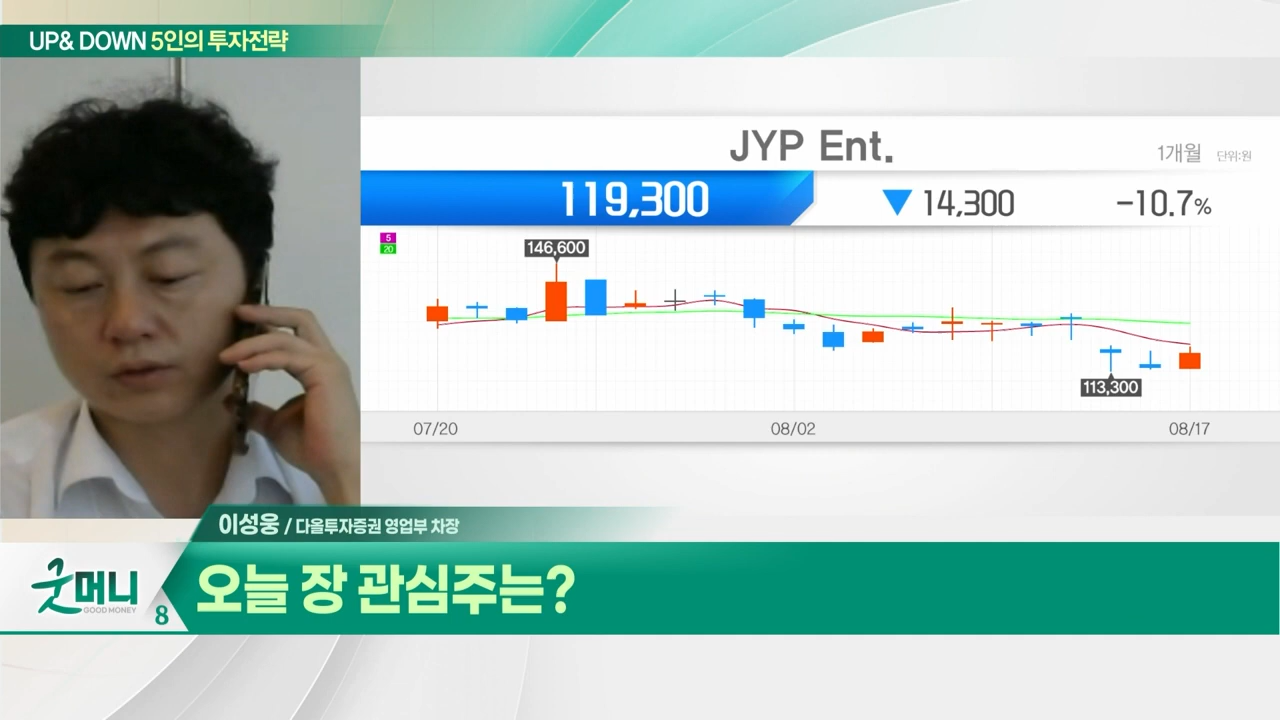 UP& DOWN 5인의 투자전략
JYP Ent.
1개월 단위:원
119,300 ▼ 14,300 -10.7%
5
20
146,600
113,300
07/20 08/02 08/17
이성웅 / 다올투자증권 영업부 차장
굿머니
GOOD MONEY
8
오늘 장 관심주는?